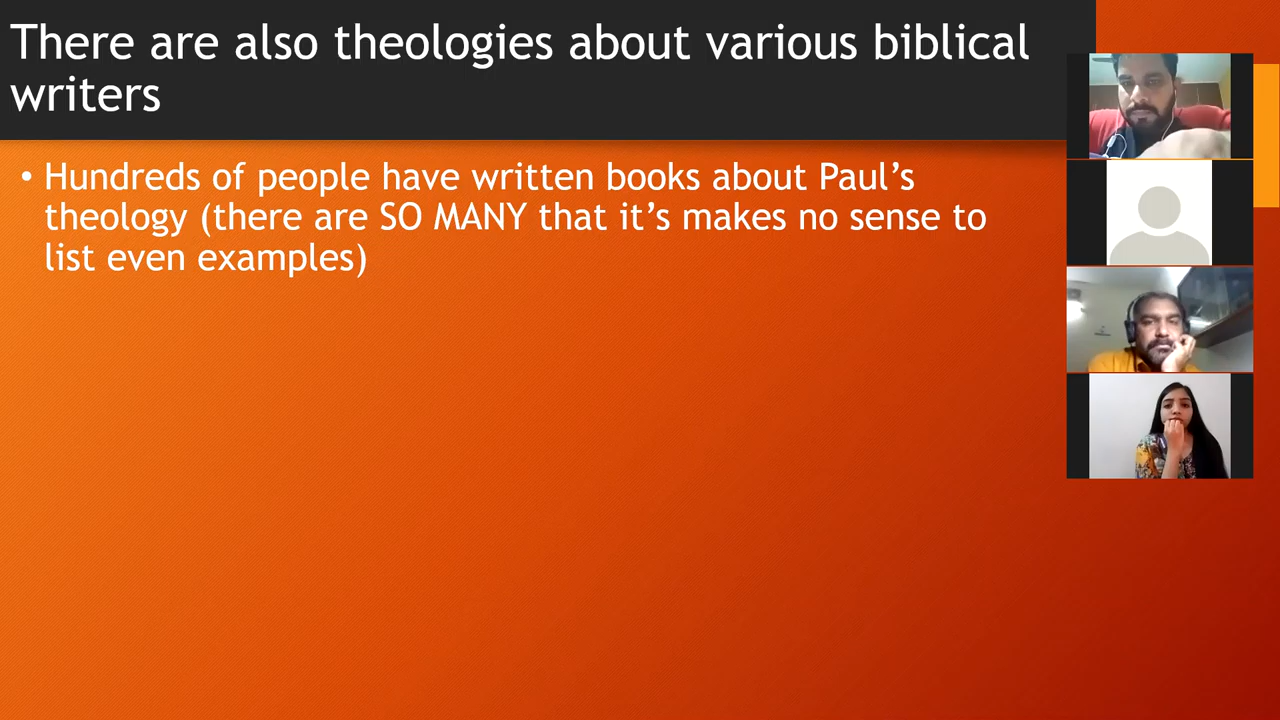 There are also theologies about various biblical
writers
• Hundreds of people have written books about Paul’s
theology (there are SO MANY that it’s makes no sense to
list even examples)